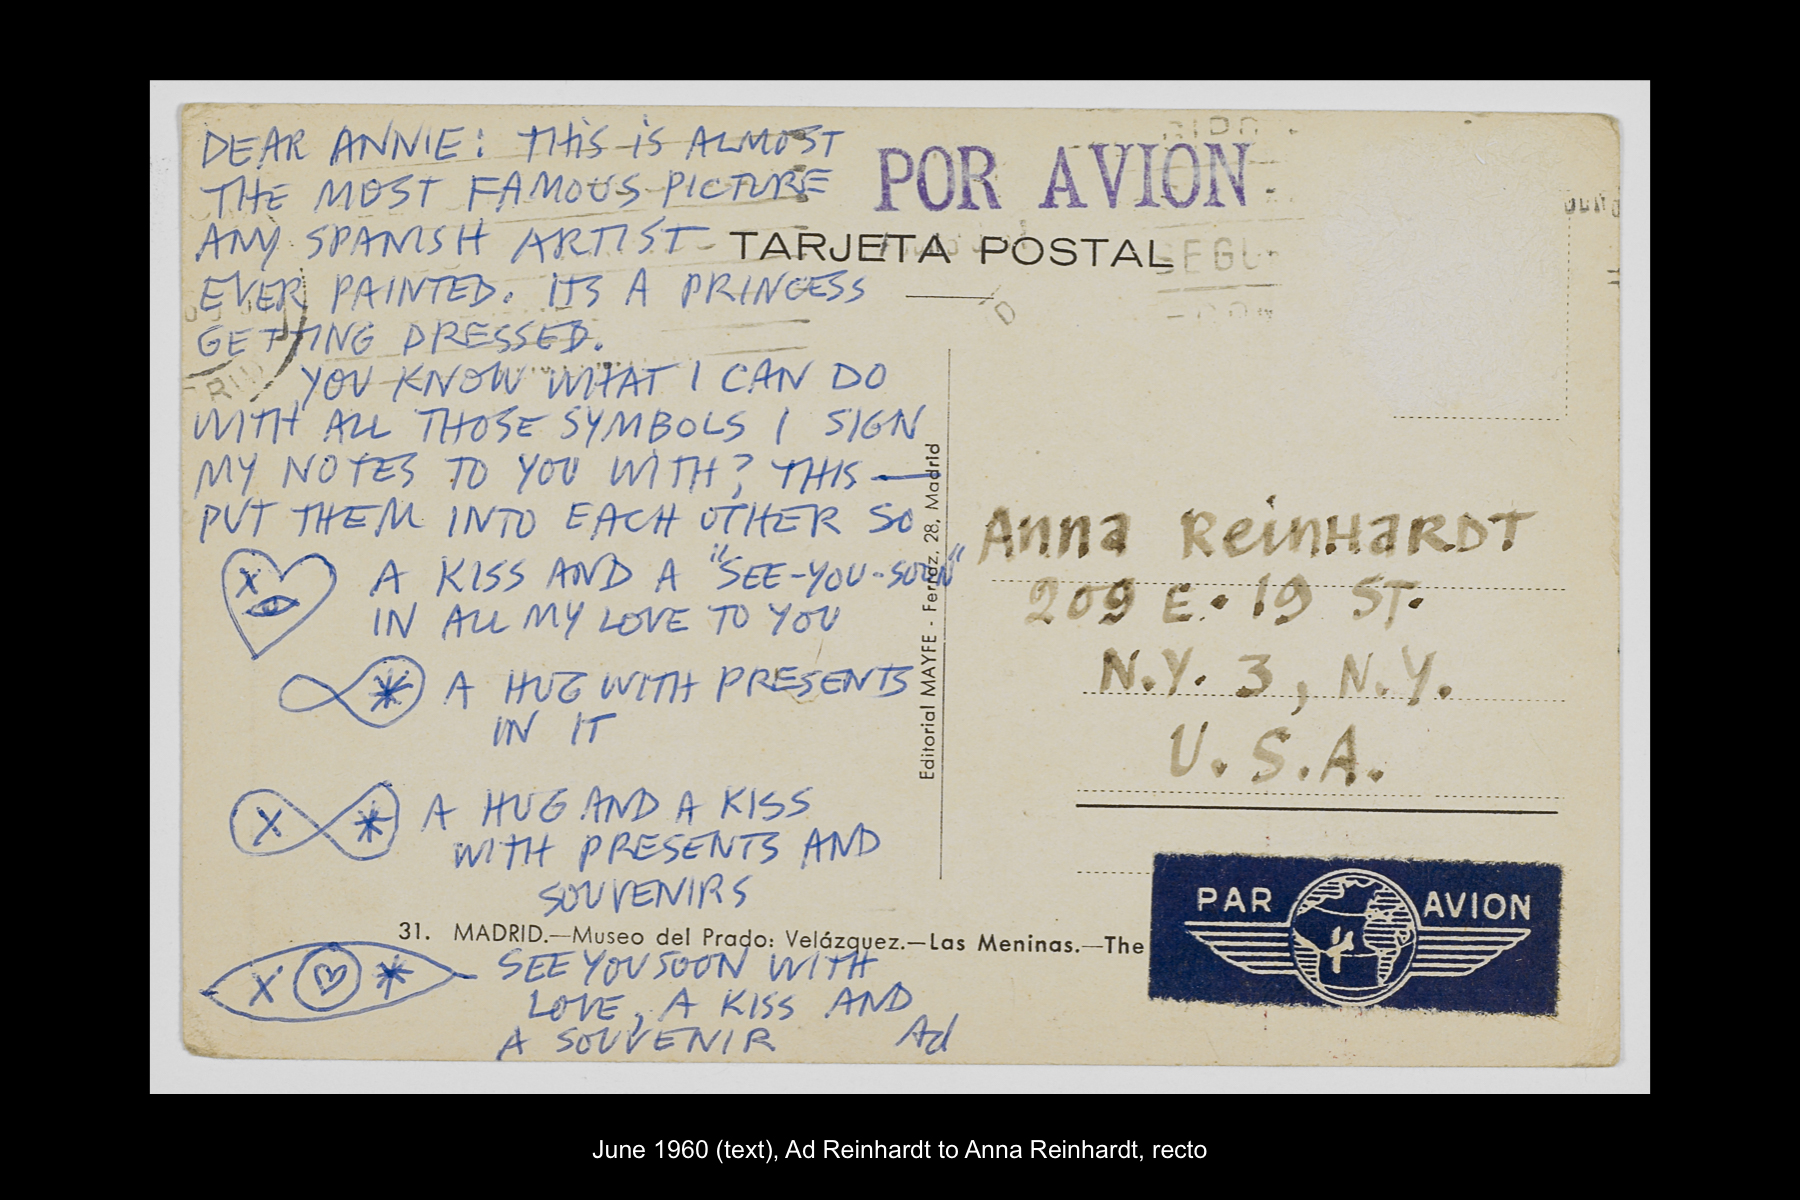 DEAR ANNIE: THIS IS ALMOST
THE MOST FAMOUS PICTURE
ANY SPANISH ARTIST
EVER PAINTED. ITS A PRINCESS
GETTING DRESSED.
YOU KNOW WHAT I CAN DO
WITH ALL THOSE SYMBOLS I SIGN
MY NOTES TO YOU WITH? THIS —
PUT THEM INTO EACH OTHER SO
X
A KISS AND A "SEE-YOU-SOON"
IN ALL MY LOVE TO YOU
A HUG WITH PRESENTS
IN IT
X
A HUG AND A KISS
WITH PRESENTS AND
SOUVENIRS
X
SEE YOU SOON WITH
LOVE, A KISS AND
A SOUVENIR Ad
POR AVION
TARJETA POSTAL
Editorial MAYFE - Ferraz, 28, Madrid
Anna ReinHaRDT
209 E. 19 ST.
N.Y. 3, N.Y.
U.S.A.
31. MADRID.—Museo del Prado: Velázquez.—Las Meninas.—The
PAR AVION
June 1960 (text), Ad Reinhardt to Anna Reinhardt, recto